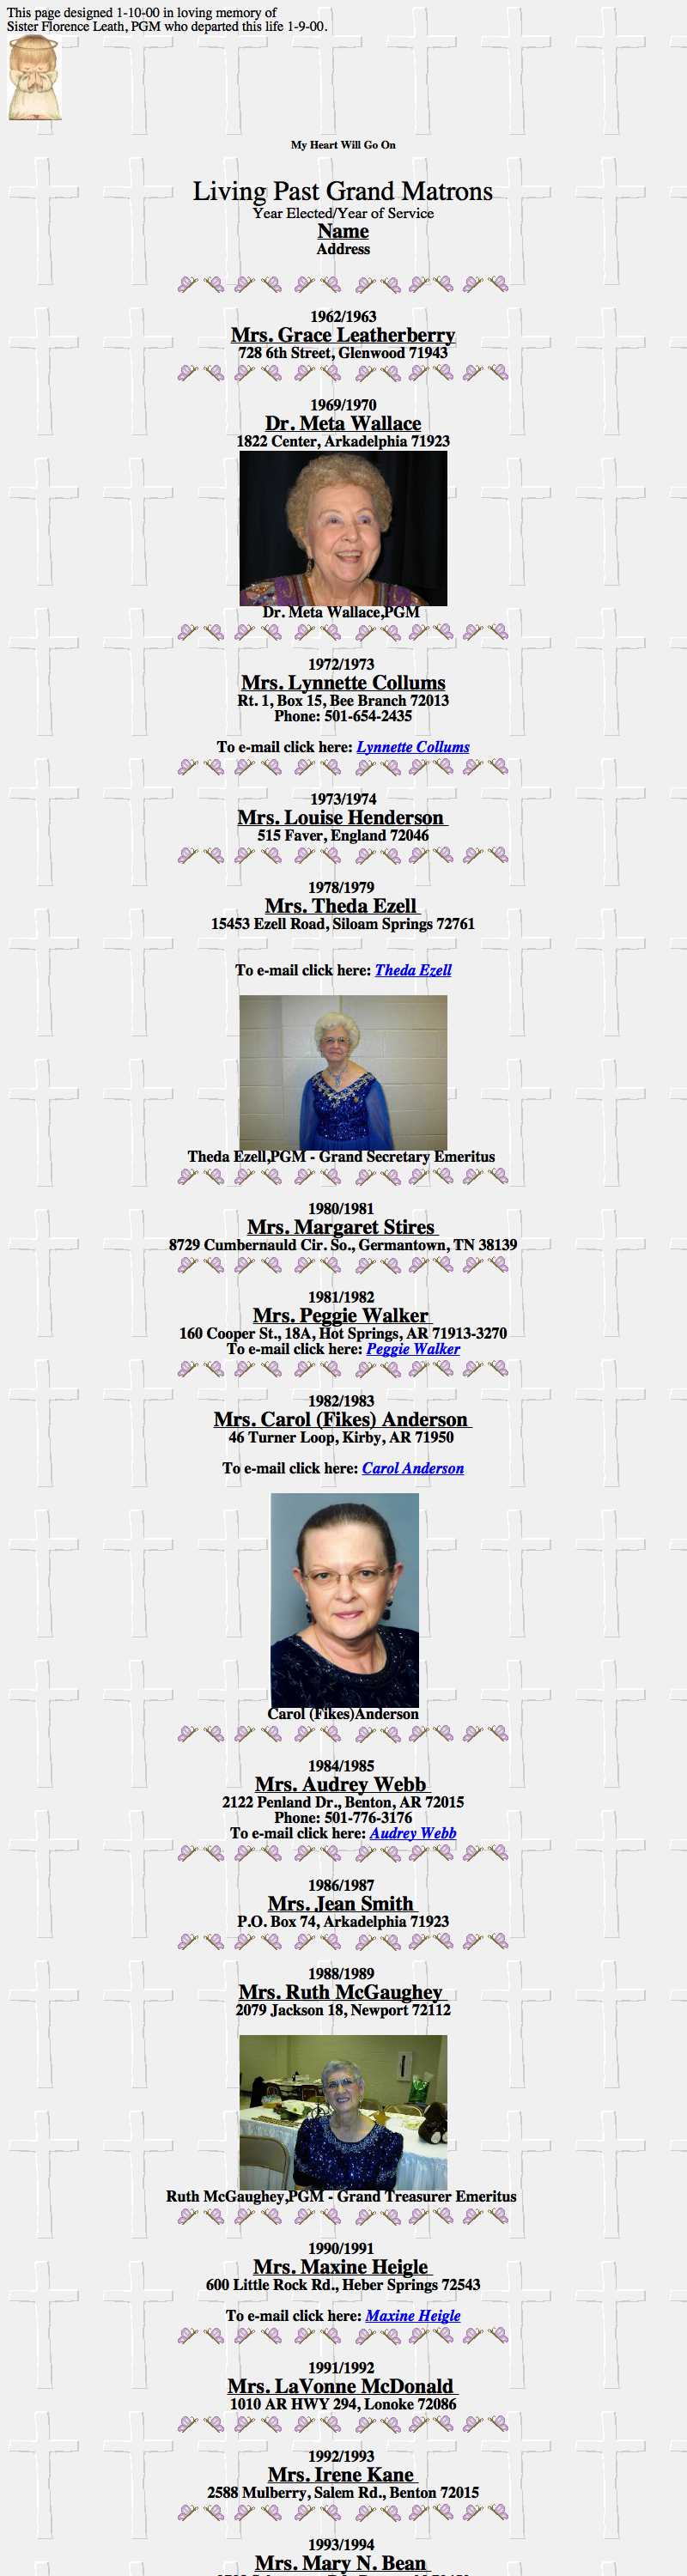 This page designed 1-10-00 in loving memory of
Sister Florence Leath, PGM who departed this life 1-9-00.
My Heart Will Go On
Living Past Grand Matrons
Year Elected/Year of Service
Name
Address
1962/1963
Mrs. Grace Leatherberry
728 6th Street, Glenwood 71943
1969/1970
Dr. Meta Wallace
1822 Center, Arkadelphia 71923
Dr. Meta Wallace,PGM
1972/1973
Mrs. Lynnette Collums
Rt. 1, Box 15, Bee Branch 72013
Phone: 501-654-2435
To e-mail click here: Lynnette Collums
1973/1974
Mrs. Louise Henderson
515 Faver, England 72046
1978/1979
Mrs. Theda Ezell
15453 Ezell Road, Siloam Springs 72761
To e-mail click here: Theda Ezell
Theda Ezell,PGM - Grand Secretary Emeritus
1980/1981
Mrs. Margaret Stires
8729 Cumbernauld Cir. So., Germantown, TN 38139
1981/1982
Mrs. Peggie Walker
160 Cooper St., 18A, Hot Springs, AR 71913-3270
To e-mail click here: Peggie Walker
1982/1983
Mrs. Carol (Fikes) Anderson
46 Turner Loop, Kirby, AR 71950
To e-mail click here: Carol Anderson
Carol (Fikes)Anderson
1984/1985
Mrs. Audrey Webb
2122 Penland Dr., Benton, AR 72015
Phone: 501-776-3176
To e-mail click here: Audrey Webb
1986/1987
Mrs. Jean Smith
P.O. Box 74, Arkadelphia 71923
1988/1989
Mrs. Ruth McGaughey
2079 Jackson 18, Newport 72112
Ruth McGaughey,PGM - Grand Treasurer Emeritus
1990/1991
Mrs. Maxine Heigle
600 Little Rock Rd., Heber Springs 72543
To e-mail click here: Maxine Heigle
1991/1992
Mrs. LaVonne McDonald
1010 AR HWY 294, Lonoke 72086
1992/1993
Mrs. Irene Kane
2588 Mulberry, Salem Rd., Benton 72015
1993/1994
Mrs. Mary N. Bean